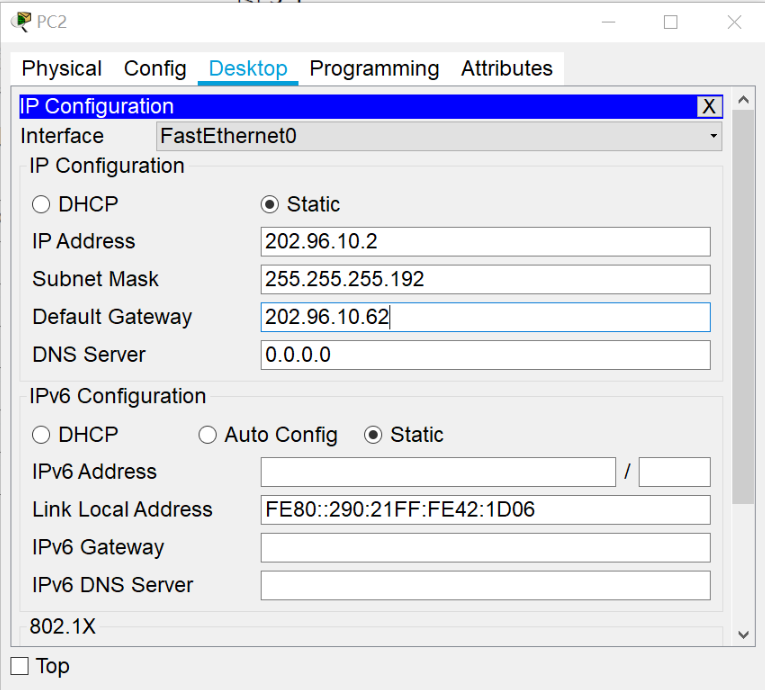 PC2
Physical Config Desktop Programming Attributes
IP Configuration X
Interface FastEthernet0
IP Configuration
DHCP Static
IP Address 202.96.10.2
Subnet Mask 255.255.255.192
Default Gateway 202.96.10.62
DNS Server 0.0.0.0
IPv6 Configuration
DHCP Auto Config Static
IPv6 Address /
Link Local Address FE80::290:21FF:FE42:1D06
IPv6 Gateway
IPv6 DNS Server
802.1X
Top